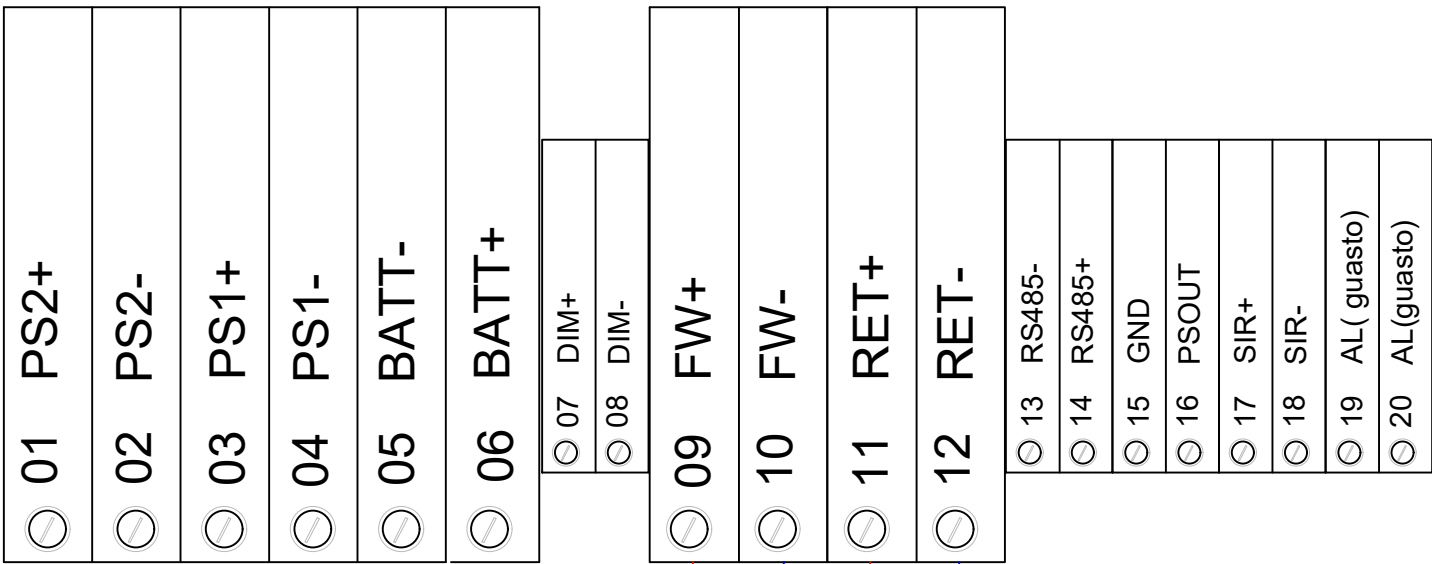 01 PS2+
02 PS2-
03 PS1+
04 PS1-
05 BATT-
06 BATT+
07 DIM+
08 DIM-
09 FW+
10 FW-
11 RET+
12 RET-
13 RS485-
14 RS485+
15 GND
16 PSOUT
17 SIR+
18 SIR-
19 AL( guasto)
20 AL(guasto)